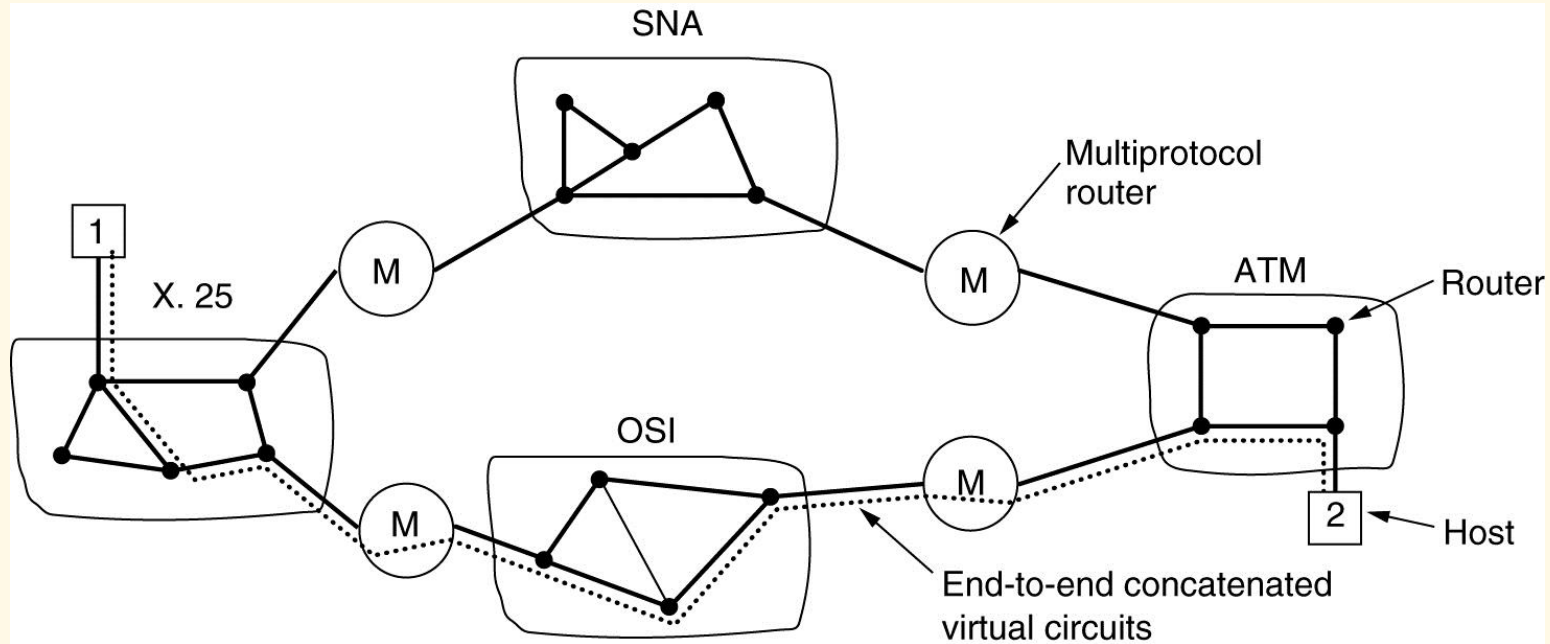 SNA
Multiprotocol
router
1
X. 25
M
M
ATM
Router
OSI
M
M
2
Host
End-to-end concatenated
virtual circuits